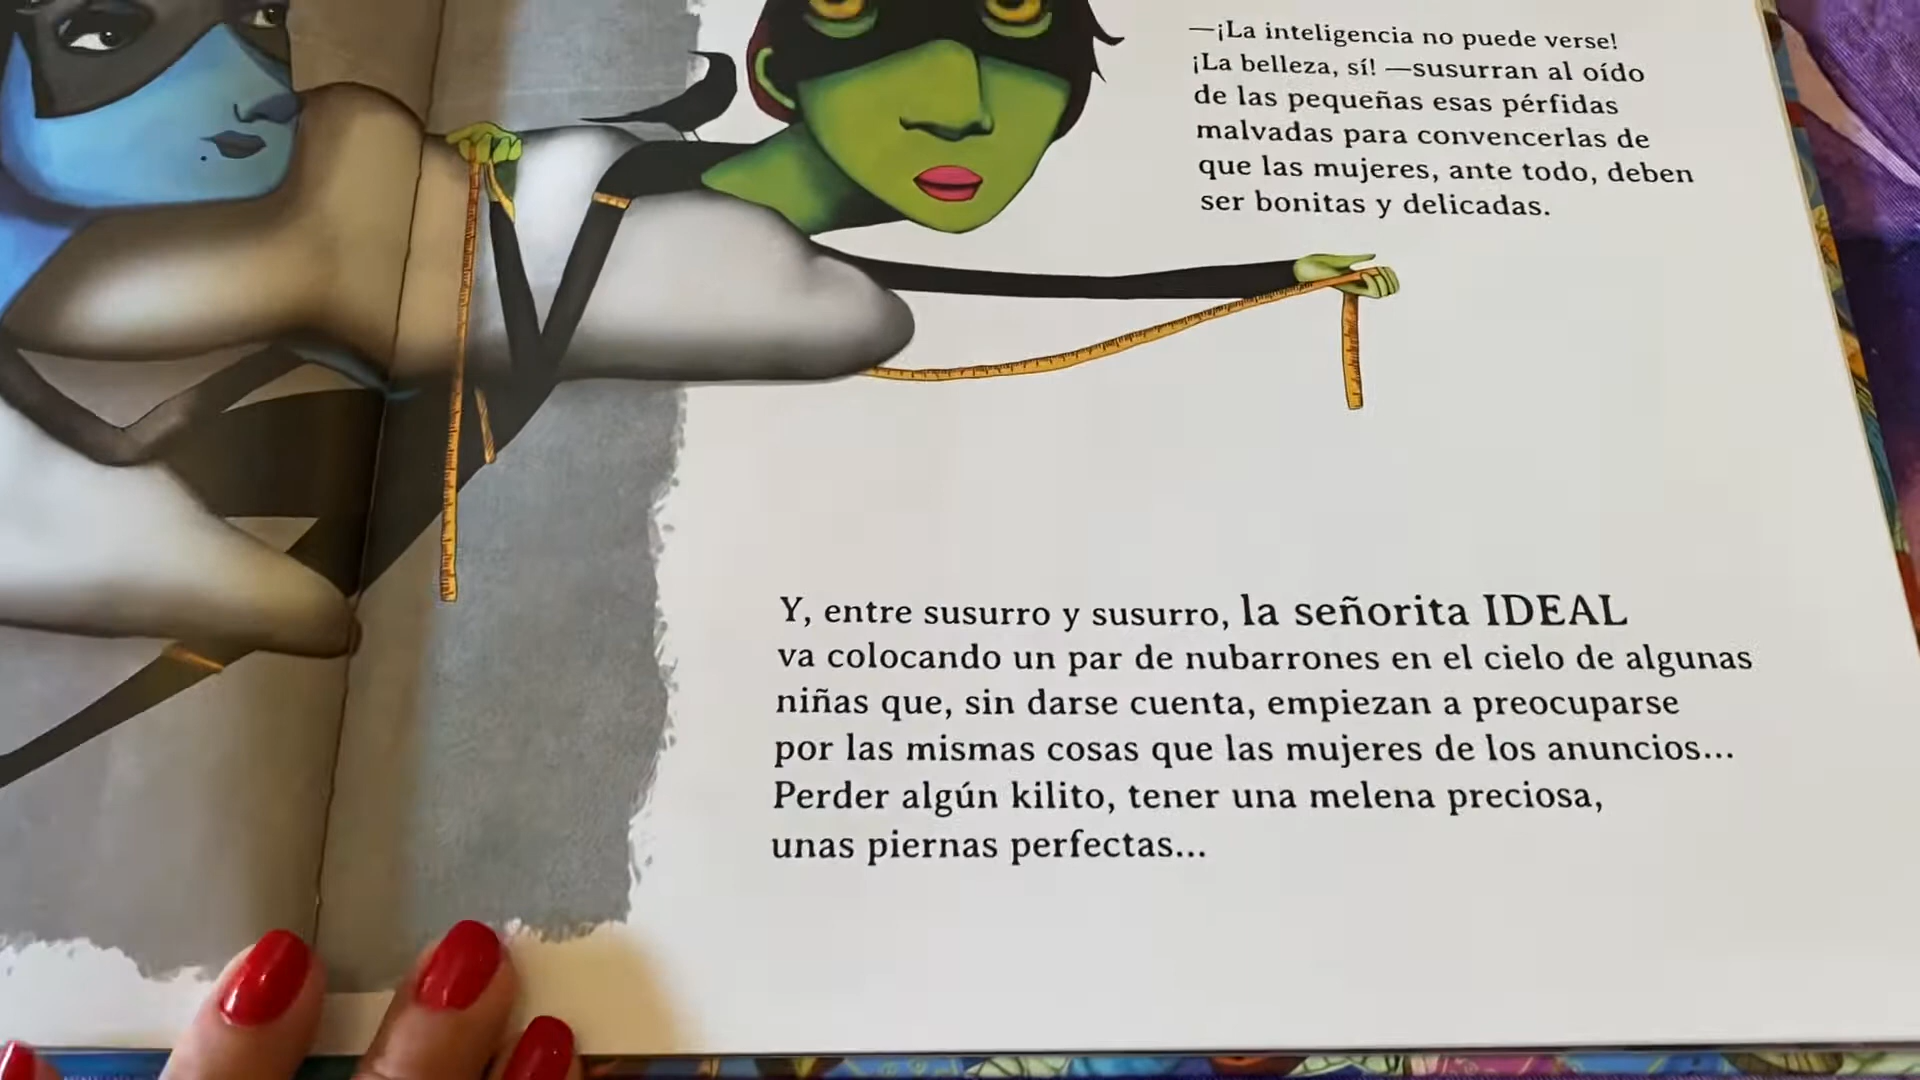 —¡La inteligencia no puede verse!
¡La belleza, sí! —susurran al oído
de las pequeñas esas pérfidas
malvadas para convencerlas de
que las mujeres, ante todo, deben
ser bonitas y delicadas.
Y, entre susurro y susurro, la señorita IDEAL
va colocando un par de nubarrones en el cielo de algunas
niñas que, sin darse cuenta, empiezan a preocuparse
por las mismas cosas que las mujeres de los anuncios...
Perder algún kilito, tener una melena preciosa,
unas piernas perfectas...